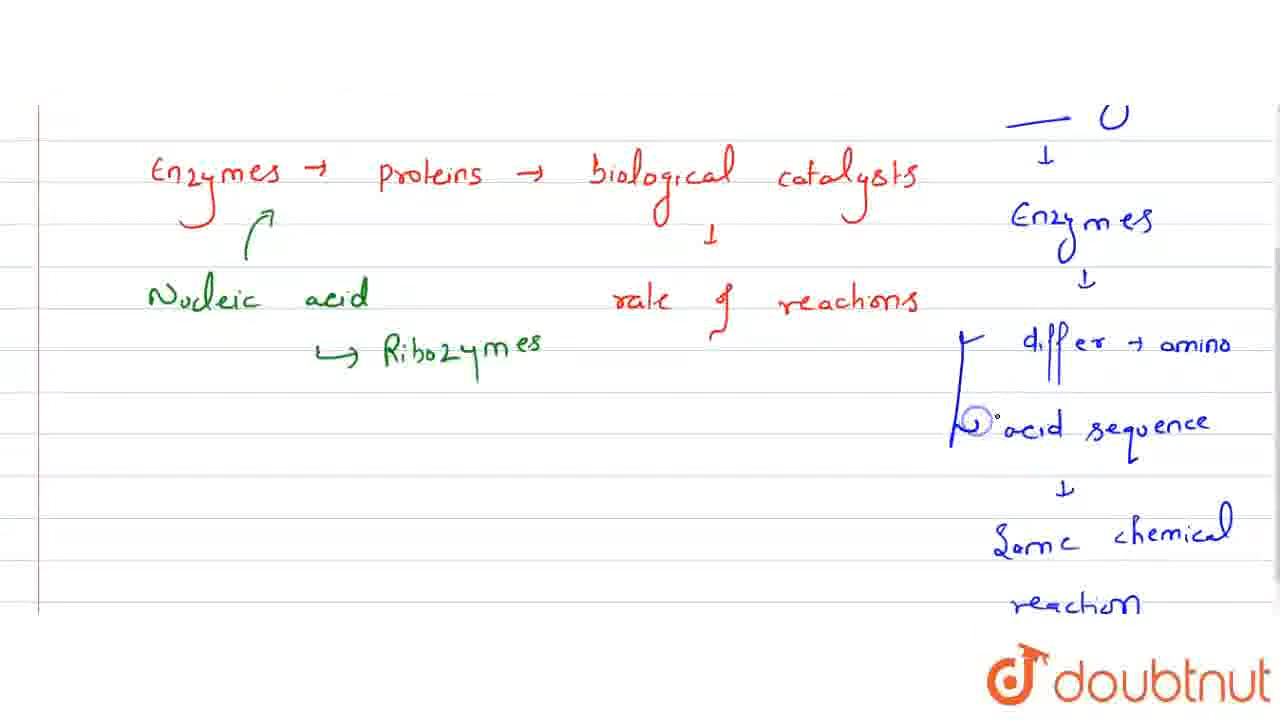 Enzymes → proteins → biological catalysts
↓
Nucleic acid
↳ Ribozymes
rate of reactions
— U
↓
Enzymes
↓
differ → amino
acid sequence
↓
Same chemical
reaction
doubtnut